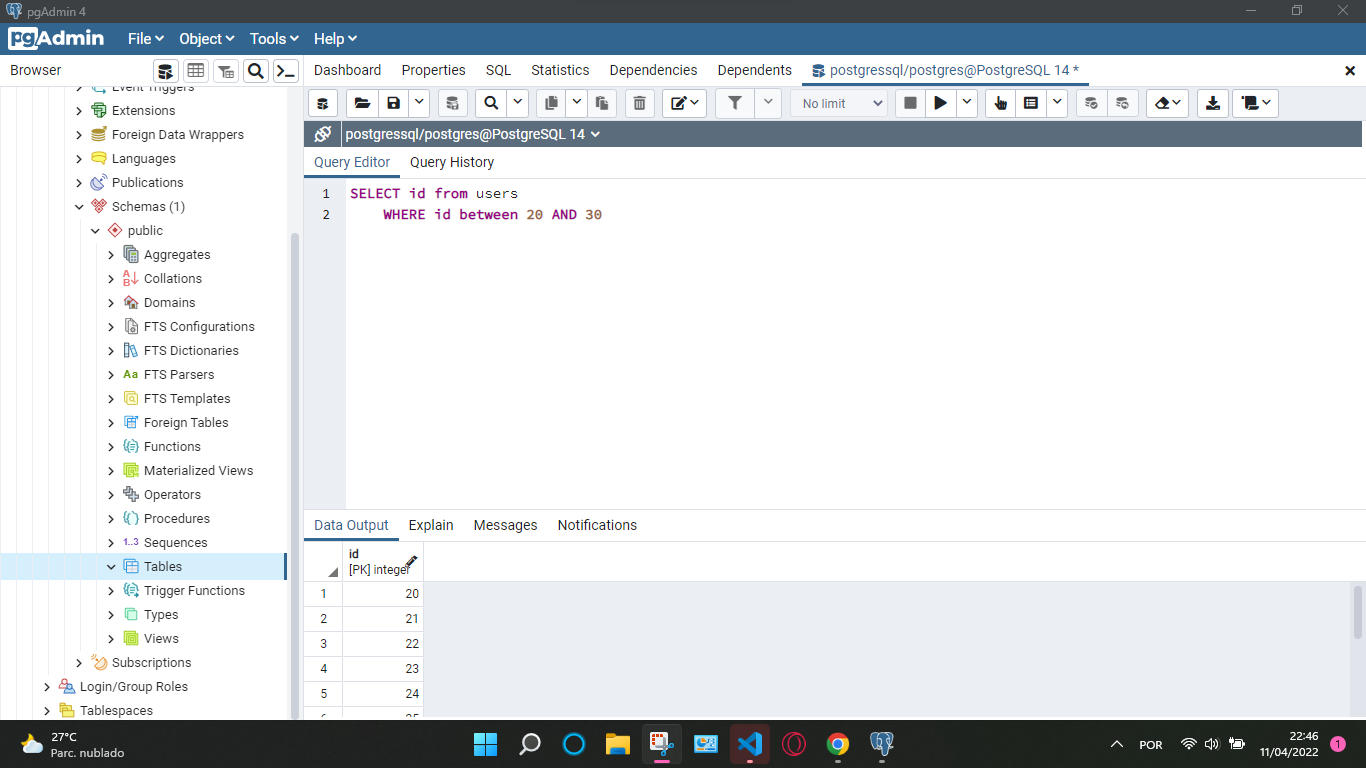 pgAdmin 4
pgAdmin
File Object Tools Help
Browser
Dashboard Properties SQL Statistics Dependencies Dependents postgressql/postgres@PostgreSQL 14 *
Event Triggers
Extensions
Foreign Data Wrappers
Languages
Publications
Schemas (1)
public
Aggregates
Collations
Domains
FTS Configurations
FTS Dictionaries
Aa FTS Parsers
FTS Templates
Foreign Tables
Functions
Materialized Views
Operators
Procedures
1..3 Sequences
Tables
Trigger Functions
Types
Views
Subscriptions
Login/Group Roles
Tablespaces
No limit
postgressql/postgres@PostgreSQL 14
Query Editor Query History
1 SELECT id from users
2 WHERE id between 20 AND 30
Data Output Explain Messages Notifications
id
[PK] integer
1 20
2 21
3 22
4 23
5 24
6 25
27°C
Parc. nublado
POR
22:46
11/04/2022
1